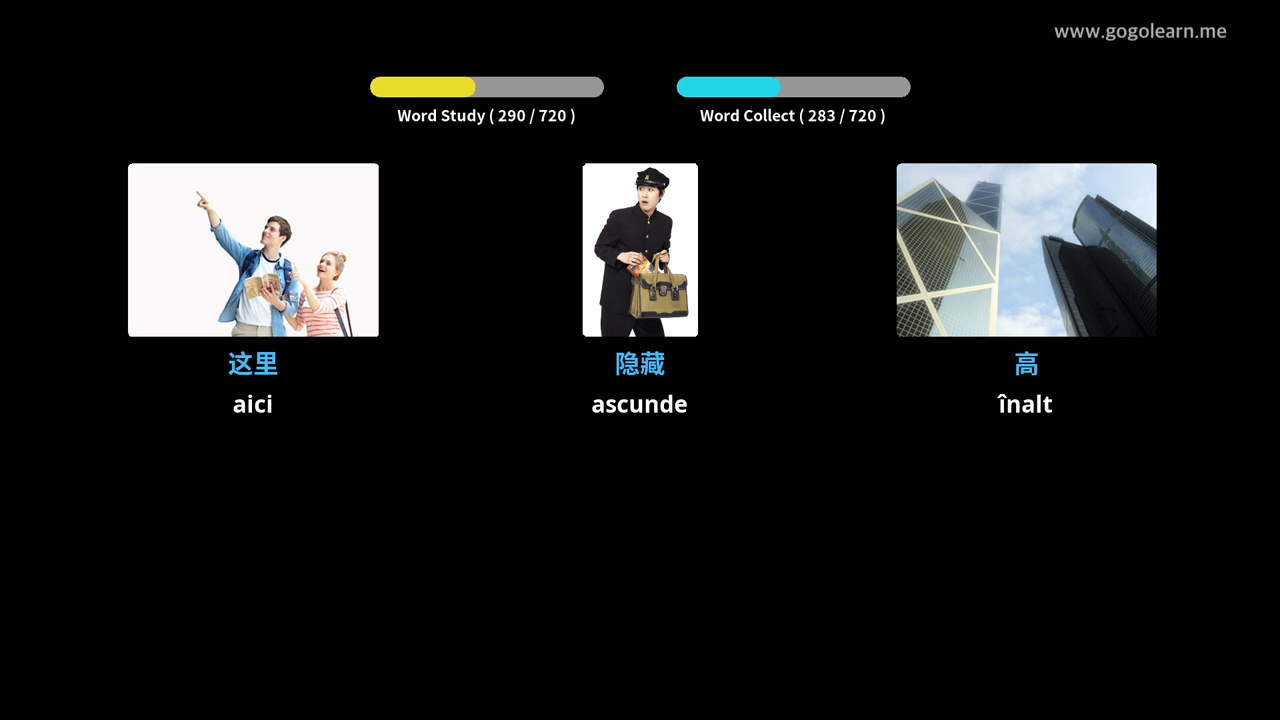 www.gogolearn.me
Word Study ( 290 / 720 )
Word Collect ( 283 / 720 )
这里
隐藏
高
aici
ascunde
înalt